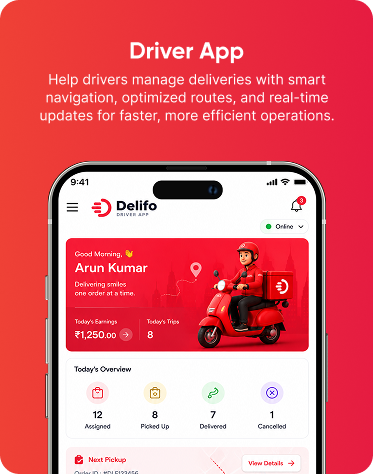 Driver App
Help drivers manage deliveries with smart
navigation, optimized routes, and real-time
updates for faster, more efficient operations.
9:41
Delifo
DRIVER APP
3
Online
Good Morning, 👋
Arun Kumar
Delivering smiles
one order at a time.
Today's Earnings
₹1,250.00
Today's Trips
8
Today's Overview
12
Assigned
8
Picked Up
7
Delivered
1
Cancelled
Next Pickup
Order ID : #DLF123456
View Details